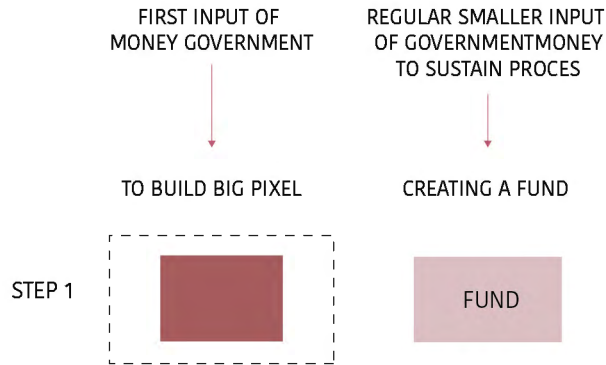 FIRST INPUT OF
MONEY GOVERNMENT
REGULAR SMALLER INPUT
OF GOVERNMENTMONEY
TO SUSTAIN PROCES
TO BUILD BIG PIXEL
CREATING A FUND
STEP 1
FUND